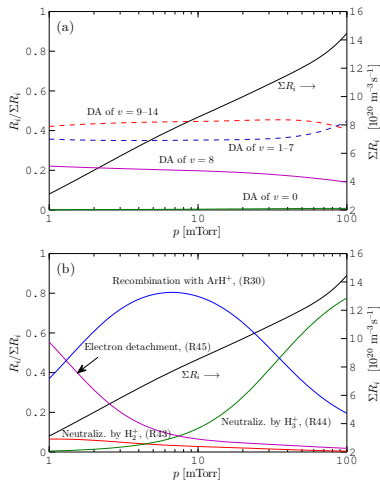 (a)
1
0.8
0.6
0.4
0.2
0
R_i/ΣR_i
16
14
12
10
8
6
4
2
ΣR_i [10^20 m^-3 s^-1]
ΣR_i →
DA of v = 9–14
DA of v = 1–7
DA of v = 8
DA of v = 0
1
10
100
p [mTorr]
(b)
1
0.8
0.6
0.4
0.2
0
R_i/ΣR_i
16
14
12
10
8
6
4
2
ΣR_i [10^20 m^-3 s^-1]
Recombination with ArH^+, (R30)
Electron detachment, (R45)
ΣR_i →
Neutraliz. by H_3^+, (R44)
Neutraliz. by H_2^+, (R43)
1
10
100
p [mTorr]